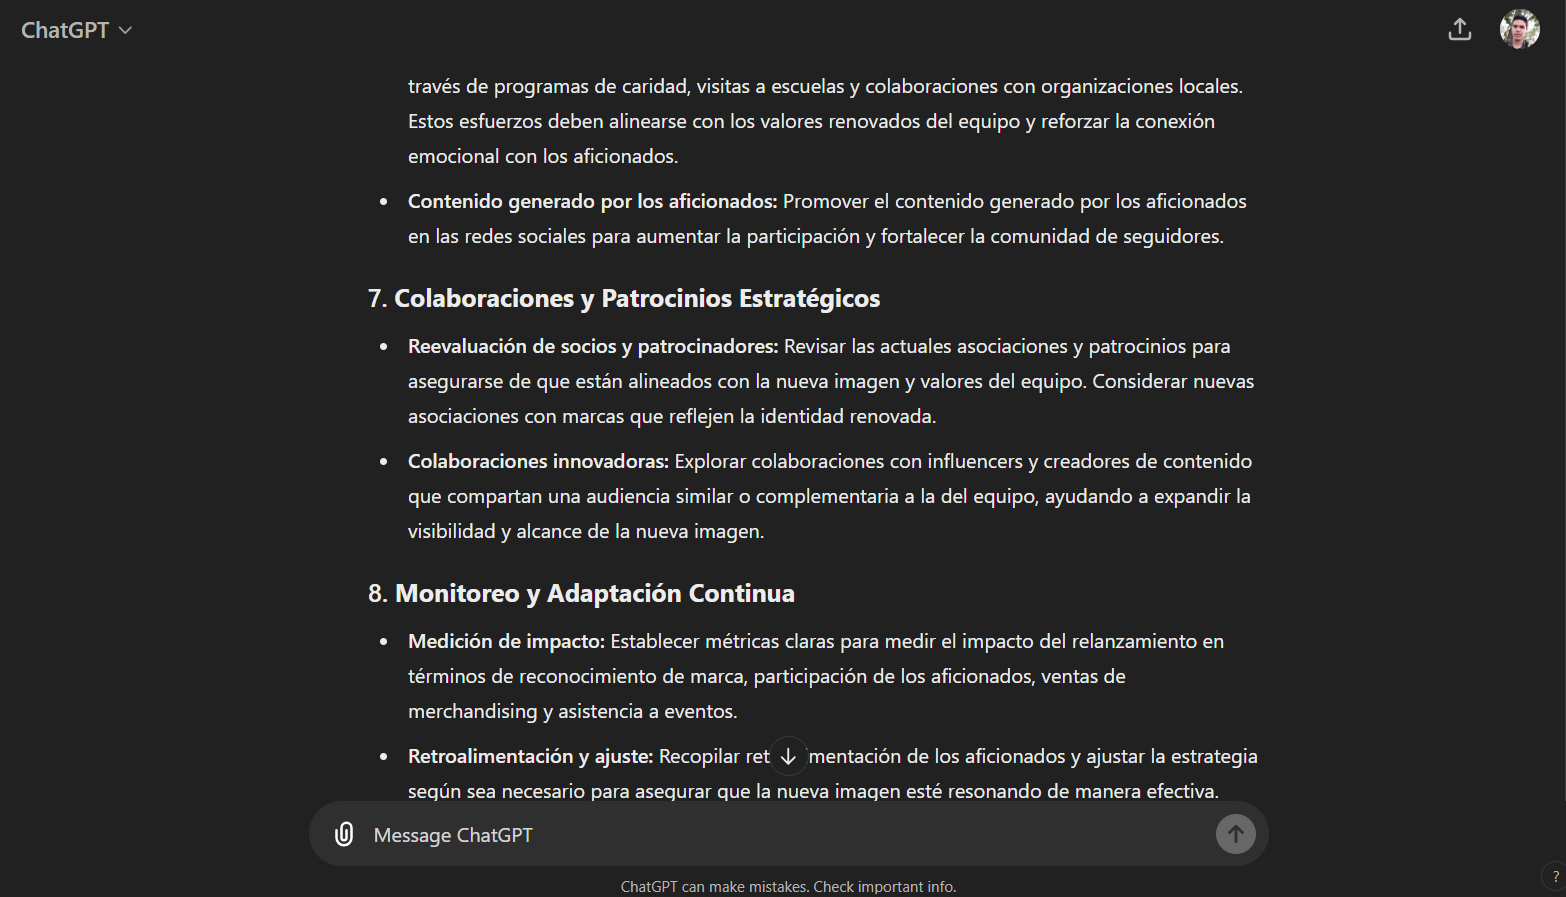 ChatGPT
través de programas de caridad, visitas a escuelas y colaboraciones con organizaciones locales.
Estos esfuerzos deben alinearse con los valores renovados del equipo y reforzar la conexión
emocional con los aficionados.
• Contenido generado por los aficionados: Promover el contenido generado por los aficionados
en las redes sociales para aumentar la participación y fortalecer la comunidad de seguidores.
7. Colaboraciones y Patrocinios Estratégicos
• Reevaluación de socios y patrocinadores: Revisar las actuales asociaciones y patrocinios para
asegurarse de que están alineados con la nueva imagen y valores del equipo. Considerar nuevas
asociaciones con marcas que reflejen la identidad renovada.
• Colaboraciones innovadoras: Explorar colaboraciones con influencers y creadores de contenido
que compartan una audiencia similar o complementaria a la del equipo, ayudando a expandir la
visibilidad y alcance de la nueva imagen.
8. Monitoreo y Adaptación Continua
• Medición de impacto: Establecer métricas claras para medir el impacto del relanzamiento en
términos de reconocimiento de marca, participación de los aficionados, ventas de
merchandising y asistencia a eventos.
• Retroalimentación y ajuste: Recopilar ret mentación de los aficionados y ajustar la estrategia
según sea necesario para asegurar que la nueva imagen esté resonando de manera efectiva.
Message ChatGPT
ChatGPT can make mistakes. Check important info.
?